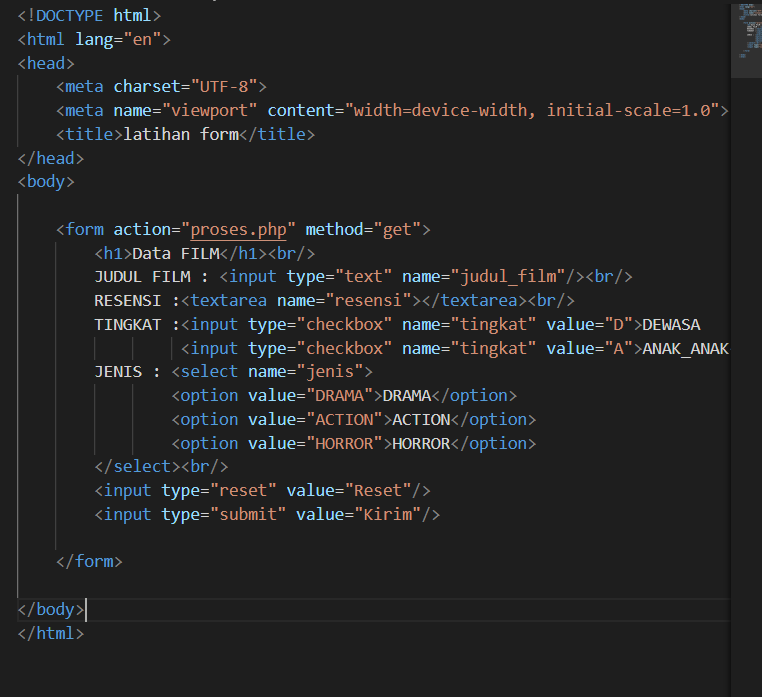 <!DOCTYPE html>
<html lang="en">
<head>
    <meta charset="UTF-8">
    <meta name="viewport" content="width=device-width, initial-scale=1.0">
    <title>latihan form</title>
</head>
<body>
    <form action="proses.php" method="get">
        <h1>Data FILM</h1><br/>
        JUDUL FILM : <input type="text" name="judul_film"/><br/>
        RESENSI :<textarea name="resensi"></textarea><br/>
        TINGKAT :<input type="checkbox" name="tingkat" value="D">DEWASA
                 <input type="checkbox" name="tingkat" value="A">ANAK_ANAK
        JENIS : <select name="jenis">
                <option value="DRAMA">DRAMA</option>
                <option value="ACTION">ACTION</option>
                <option value="HORROR">HORROR</option>
        </select><br/>
        <input type="reset" value="Reset"/>
        <input type="submit" value="Kirim"/>
    </form>
</body>
</html>